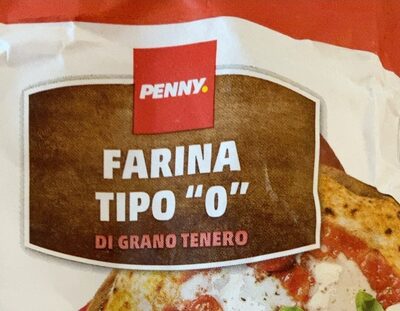 PENNY.
FARINA
TIPO "0"
DI GRANO TENERO